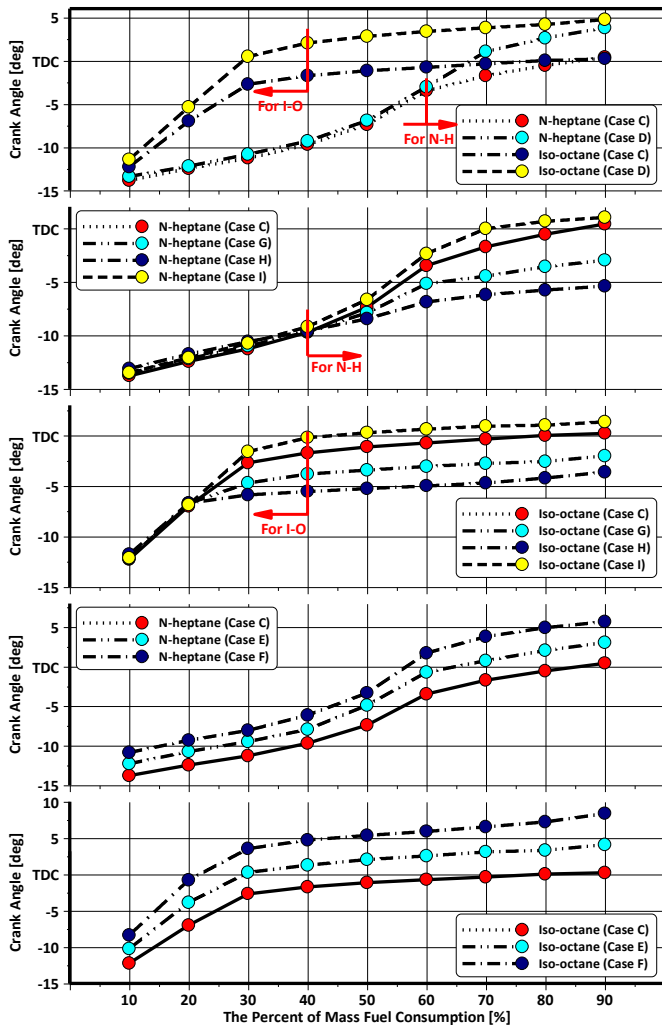 Crank Angle [deg]
5
TDC
-5
-10
-15
For I-O
For N-H
N-heptane (Case C)
N-heptane (Case D)
Iso-octane (Case C)
Iso-octane (Case D)
Crank Angle [deg]
TDC
-5
-10
-15
N-heptane (Case C)
N-heptane (Case G)
N-heptane (Case H)
N-heptane (Case I)
For N-H
Crank Angle [deg]
TDC
-5
-10
-15
For I-O
Iso-octane (Case C)
Iso-octane (Case G)
Iso-octane (Case H)
Iso-octane (Case I)
Crank Angle [deg]
5
TDC
-5
-10
-15
N-heptane (Case C)
N-heptane (Case E)
N-heptane (Case F)
Crank Angle [deg]
10
5
TDC
-5
-10
-15
Iso-octane (Case C)
Iso-octane (Case E)
Iso-octane (Case F)
10 20 30 40 50 60 70 80 90
The Percent of Mass Fuel Consumption [%]